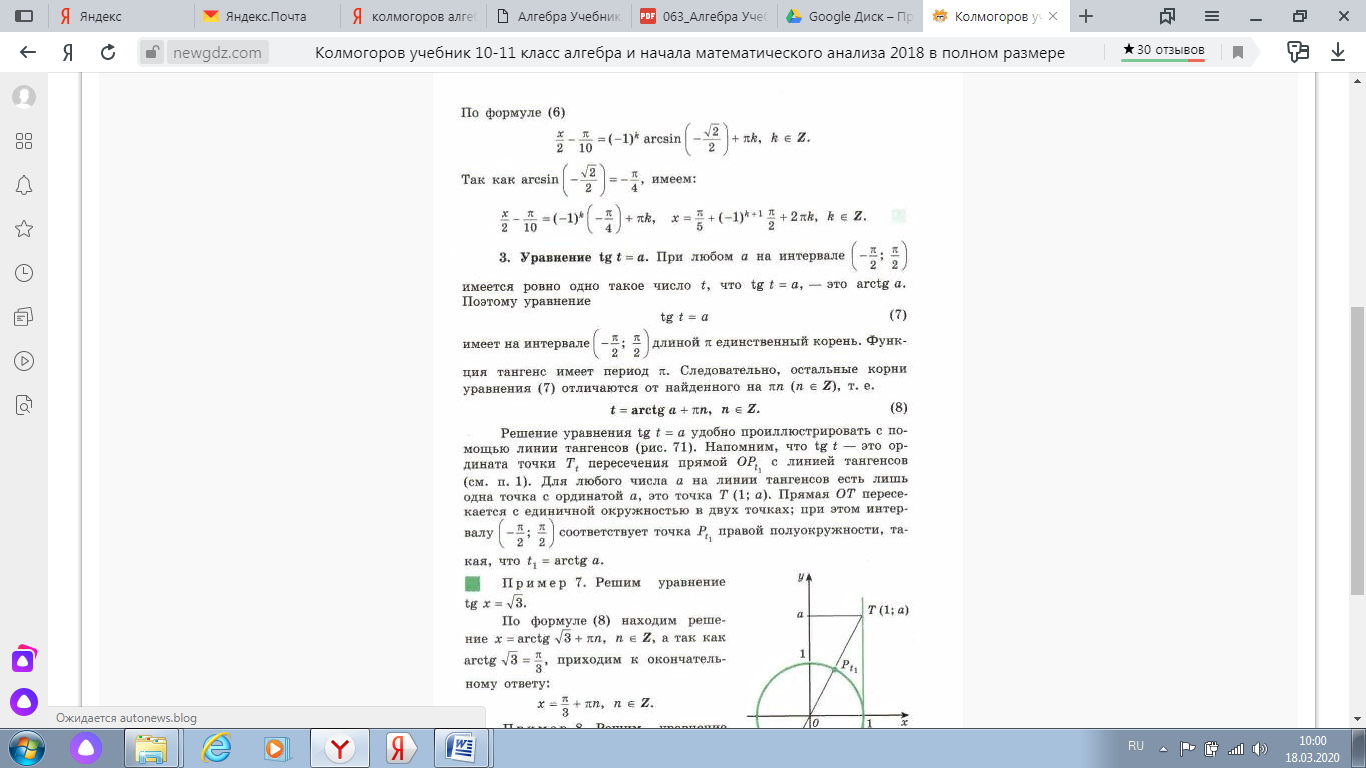 Яндекс
Яндекс.Почта
колмогоров алге
Алгебра Учебник
063_Алгебра Учеб
Google Диск – Пр
Колмогоров уч
newgdz.com
Колмогоров учебник 10-11 класс алгебра и начала математического анализа 2018 в полном размере
★30 отзывов
По формуле (6)
x/2 − π/10 = (−1)^k arcsin (−√2/2) + πk, k ∈ Z.
Так как arcsin (−√2/2) = −π/4, имеем:
x/2 − π/10 = (−1)^k (−π/4) + πk, x = π/5 + (−1)^(k+1) π/2 + 2πk, k ∈ Z.
3. Уравнение tg t = a. При любом a на интервале (−π/2; π/2)
имеется ровно одно такое число t, что tg t = a, — это arctg a.
Поэтому уравнение
tg t = a (7)
имеет на интервале (−π/2; π/2) длиной π единственный корень. Функ-
ция тангенс имеет период π. Следовательно, остальные корни
уравнения (7) отличаются от найденного на πn (n ∈ Z), т. е.
t = arctg a + πn, n ∈ Z. (8)
Решение уравнения tg t = a удобно проиллюстрировать с по-
мощью линии тангенсов (рис. 71). Напомним, что tg t — это ор-
дината точки T_t пересечения прямой OP_t₁ с линией тангенсов
(см. п. 1). Для любого числа a на линии тангенсов есть лишь
одна точка с ординатой a, это точка T (1; a). Прямая OT пересе-
кается с единичной окружностью в двух точках; при этом интер-
валу (−π/2; π/2) соответствует точка P_t₁ правой полуокружности, та-
кая, что t₁ = arctg a.
Пример 7. Решим уравнение
tg x = √3.
По формуле (8) находим реше-
ние x = arctg √3 + πn, n ∈ Z, а так как
arctg √3 = π/3, приходим к окончатель-
ному ответу:
x = π/3 + πn, n ∈ Z.
Пример 8. Решим уравнение
y
a
T (1; a)
1
P_t₁
0
1
x
Ожидается autonews.blog
RU
10:00
18.03.2020